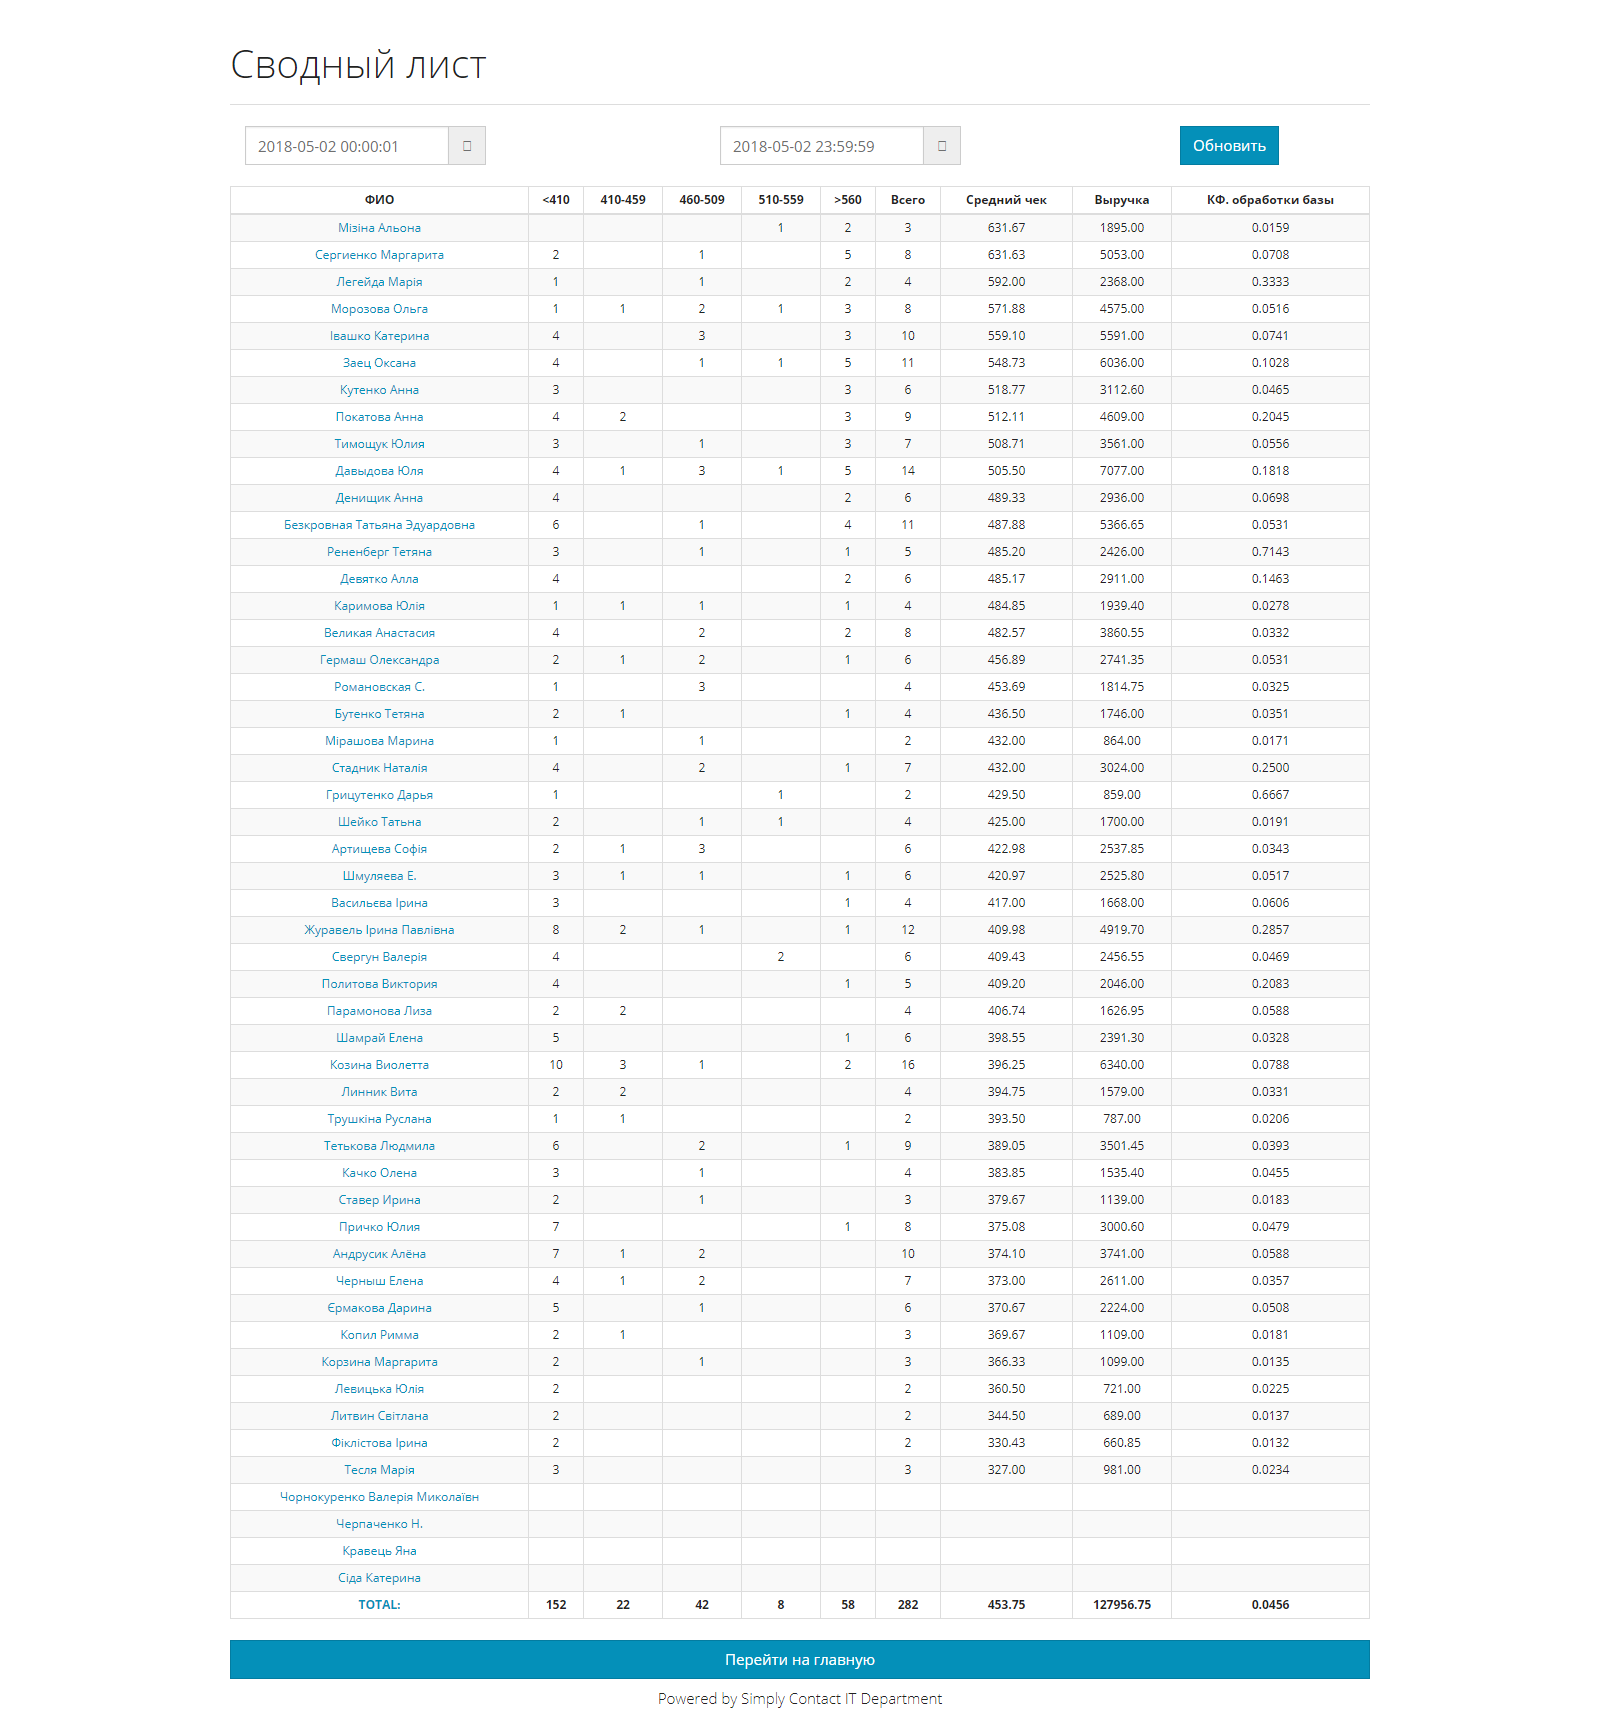 Сводный лист
2018-05-02 00:00:01 2018-05-02 23:59:59 Обновить
ФИО <410 410-459 460-509 510-559 >560 Всего Средний чек Выручка КФ. обработки базы
Мізіна Альона 1 2 3 631.67 1895.00 0.0159
Сергиенко Маргарита 2 1 5 8 631.63 5053.00 0.0708
Легейда Марія 1 1 2 4 592.00 2368.00 0.3333
Морозова Ольга 1 1 2 1 3 8 571.88 4575.00 0.0516
Івашко Катерина 4 3 3 10 559.10 5591.00 0.0741
Заец Оксана 4 1 1 5 11 548.73 6036.00 0.1028
Кутенко Анна 3 3 6 518.77 3112.60 0.0465
Покатова Анна 4 2 3 9 512.11 4609.00 0.2045
Тимощук Юлия 3 1 3 7 508.71 3561.00 0.0556
Давыдова Юля 4 1 3 1 5 14 505.50 7077.00 0.1818
Денищик Анна 4 2 6 489.33 2936.00 0.0698
Безкровная Татьяна Эдуардовна 6 1 4 11 487.88 5366.65 0.0531
Рененберг Тетяна 3 1 1 5 485.20 2426.00 0.7143
Девятко Алла 4 2 6 485.17 2911.00 0.1463
Каримова Юлія 1 1 1 1 4 484.85 1939.40 0.0278
Великая Анастасия 4 2 2 8 482.57 3860.55 0.0332
Гермаш Олександра 2 1 2 1 6 456.89 2741.35 0.0531
Романовская С. 1 3 4 453.69 1814.75 0.0325
Бутенко Тетяна 2 1 1 4 436.50 1746.00 0.0351
Мірашова Марина 1 1 2 432.00 864.00 0.0171
Стадник Наталія 4 2 1 7 432.00 3024.00 0.2500
Грицутенко Дарья 1 1 2 429.50 859.00 0.6667
Шейко Татьна 2 1 1 4 425.00 1700.00 0.0191
Артищева Софія 2 1 3 6 422.98 2537.85 0.0343
Шмуляева Е. 3 1 1 1 6 420.97 2525.80 0.0517
Васильєва Ірина 3 1 4 417.00 1668.00 0.0606
Журавель Ірина Павлівна 8 2 1 1 12 409.98 4919.70 0.2857
Свергун Валерія 4 2 6 409.43 2456.55 0.0469
Политова Виктория 4 1 5 409.20 2046.00 0.2083
Парамонова Лиза 2 2 4 406.74 1626.95 0.0588
Шамрай Елена 5 1 6 398.55 2391.30 0.0328
Козина Виолетта 10 3 1 2 16 396.25 6340.00 0.0788
Линник Вита 2 2 4 394.75 1579.00 0.0331
Трушкіна Руслана 1 1 2 393.50 787.00 0.0206
Тетькова Людмила 6 2 1 9 389.05 3501.45 0.0393
Качко Олена 3 1 4 383.85 1535.40 0.0455
Ставер Ирина 2 1 3 379.67 1139.00 0.0183
Причко Юлия 7 1 8 375.08 3000.60 0.0479
Андрусик Алёна 7 1 2 10 374.10 3741.00 0.0588
Черныш Елена 4 1 2 7 373.00 2611.00 0.0357
Єрмакова Дарина 5 1 6 370.67 2224.00 0.0508
Копил Римма 2 1 3 369.67 1109.00 0.0181
Корзина Маргарита 2 1 3 366.33 1099.00 0.0135
Левицька Юлія 2 2 360.50 721.00 0.0225
Литвин Світлана 2 2 344.50 689.00 0.0137
Фіклістова Ірина 2 2 330.43 660.85 0.0132
Тесля Марія 3 3 327.00 981.00 0.0234
Чорнокуренко Валерія Миколаївн
Черпаченко Н.
Кравець Яна
Сіда Катерина
TOTAL: 152 22 42 8 58 282 453.75 127956.75 0.0456
Перейти на главную
Powered by Simply Contact IT Department